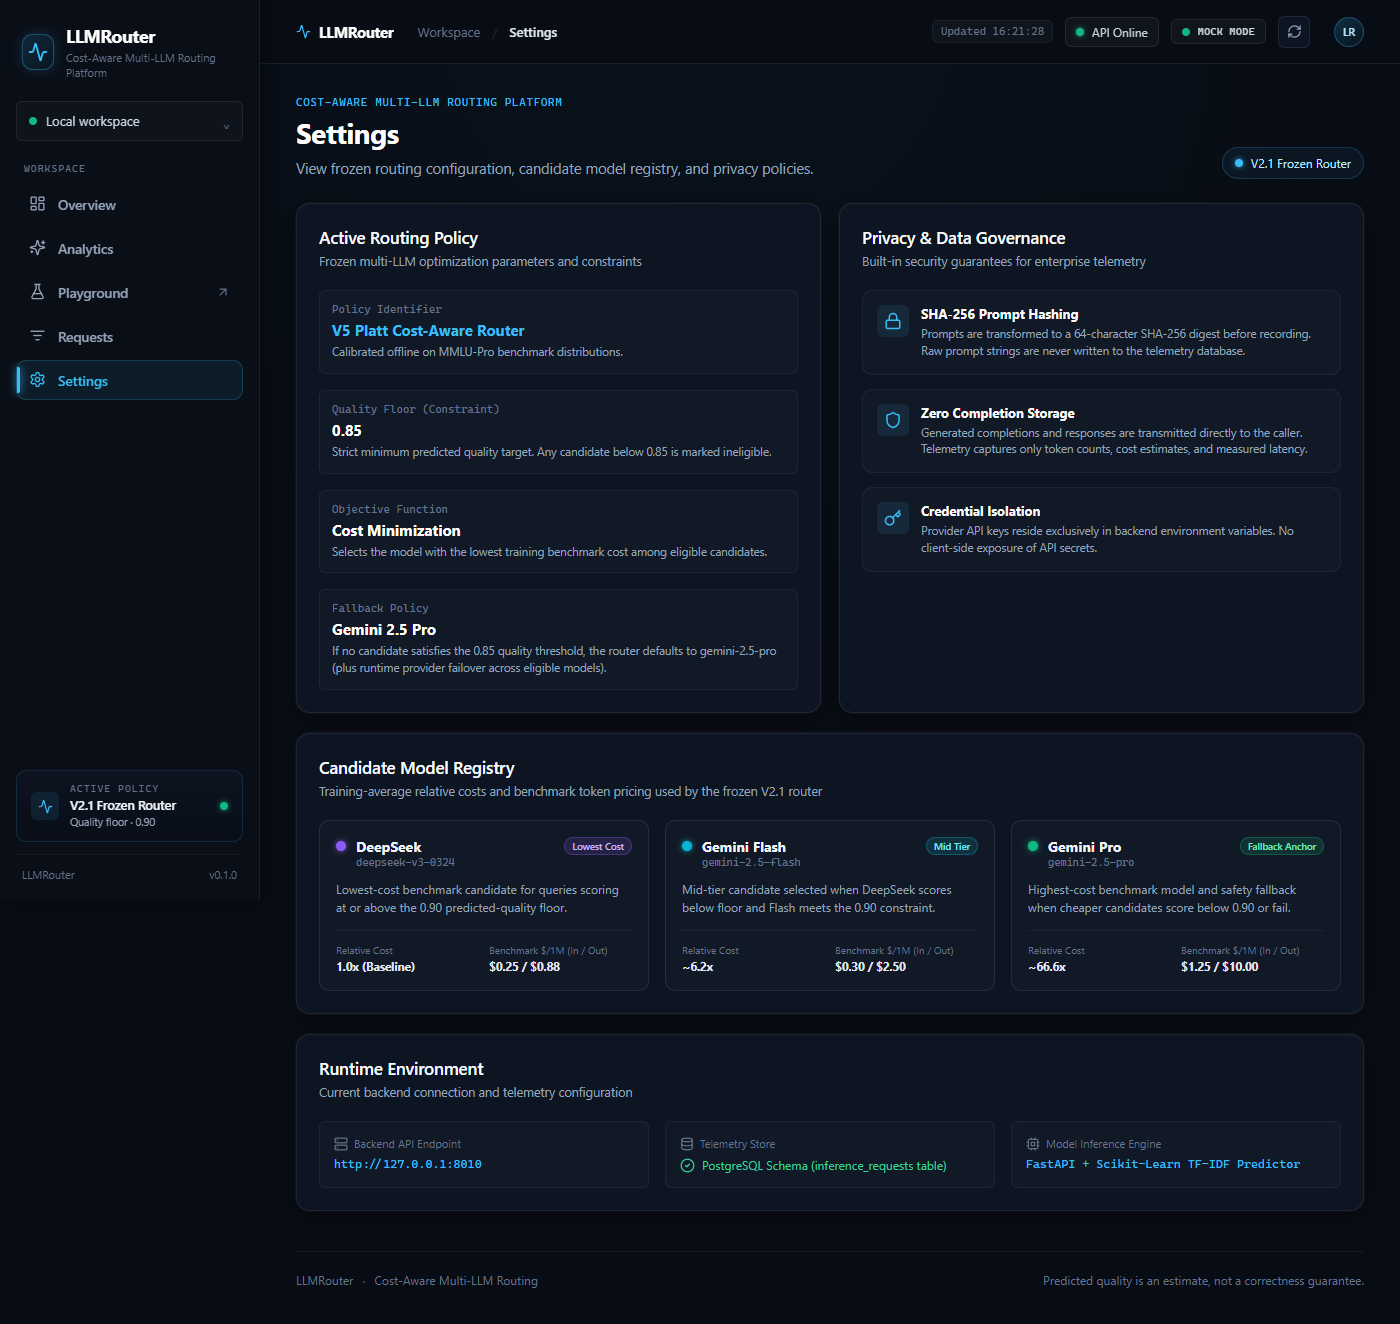 LLMRouter
Cost-Aware Multi-LLM Routing
Platform
Local workspace
WORKSPACE
Overview
Analytics
Playground
Requests
Settings
ACTIVE POLICY
V2.1 Frozen Router
Quality floor · 0.90
LLMRouter v0.1.0
LLMRouter Workspace / Settings
Updated 16:21:28 API Online MOCK MODE LR
COST-AWARE MULTI-LLM ROUTING PLATFORM
Settings
View frozen routing configuration, candidate model registry, and privacy policies.
V2.1 Frozen Router
Active Routing Policy
Frozen multi-LLM optimization parameters and constraints
Policy Identifier
V5 Platt Cost-Aware Router
Calibrated offline on MMLU-Pro benchmark distributions.
Quality Floor (Constraint)
0.85
Strict minimum predicted quality target. Any candidate below 0.85 is marked ineligible.
Objective Function
Cost Minimization
Selects the model with the lowest training benchmark cost among eligible candidates.
Fallback Policy
Gemini 2.5 Pro
If no candidate satisfies the 0.85 quality threshold, the router defaults to gemini-2.5-pro
(plus runtime provider failover across eligible models).
Privacy & Data Governance
Built-in security guarantees for enterprise telemetry
SHA-256 Prompt Hashing
Prompts are transformed to a 64-character SHA-256 digest before recording.
Raw prompt strings are never written to the telemetry database.
Zero Completion Storage
Generated completions and responses are transmitted directly to the caller.
Telemetry captures only token counts, cost estimates, and measured latency.
Credential Isolation
Provider API keys reside exclusively in backend environment variables. No
client-side exposure of API secrets.
Candidate Model Registry
Training-average relative costs and benchmark token pricing used by the frozen V2.1 router
DeepSeek Lowest Cost
deepseek-v3-0324
Lowest-cost benchmark candidate for queries scoring
at or above the 0.90 predicted-quality floor.
Relative Cost Benchmark $/1M (In / Out)
1.0x (Baseline) $0.25 / $0.88
Gemini Flash Mid Tier
gemini-2.5-flash
Mid-tier candidate selected when DeepSeek scores
below floor and Flash meets the 0.90 constraint.
Relative Cost Benchmark $/1M (In / Out)
~6.2x $0.30 / $2.50
Gemini Pro Fallback Anchor
gemini-2.5-pro
Highest-cost benchmark model and safety fallback
when cheaper candidates score below 0.90 or fail.
Relative Cost Benchmark $/1M (In / Out)
~66.6x $1.25 / $10.00
Runtime Environment
Current backend connection and telemetry configuration
Backend API Endpoint
http://127.0.0.1:8010
Telemetry Store
PostgreSQL Schema (inference_requests table)
Model Inference Engine
FastAPI + Scikit-Learn TF-IDF Predictor
LLMRouter · Cost-Aware Multi-LLM Routing
Predicted quality is an estimate, not a correctness guarantee.